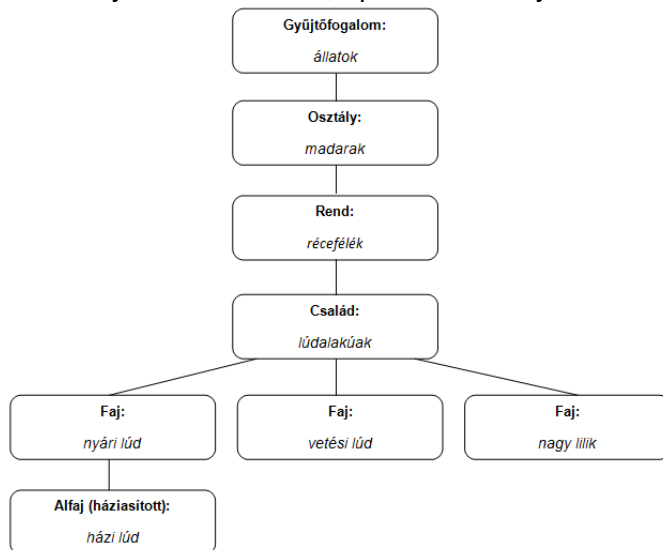 Gyűjtőfogalom:
állatok
Osztály:
madarak
Rend:
récefélék
Család:
lúdalakúak
Faj:
nyári lúd
Faj:
vetési lúd
Faj:
nagy lilik
Alfaj (háziasított):
házi lúd